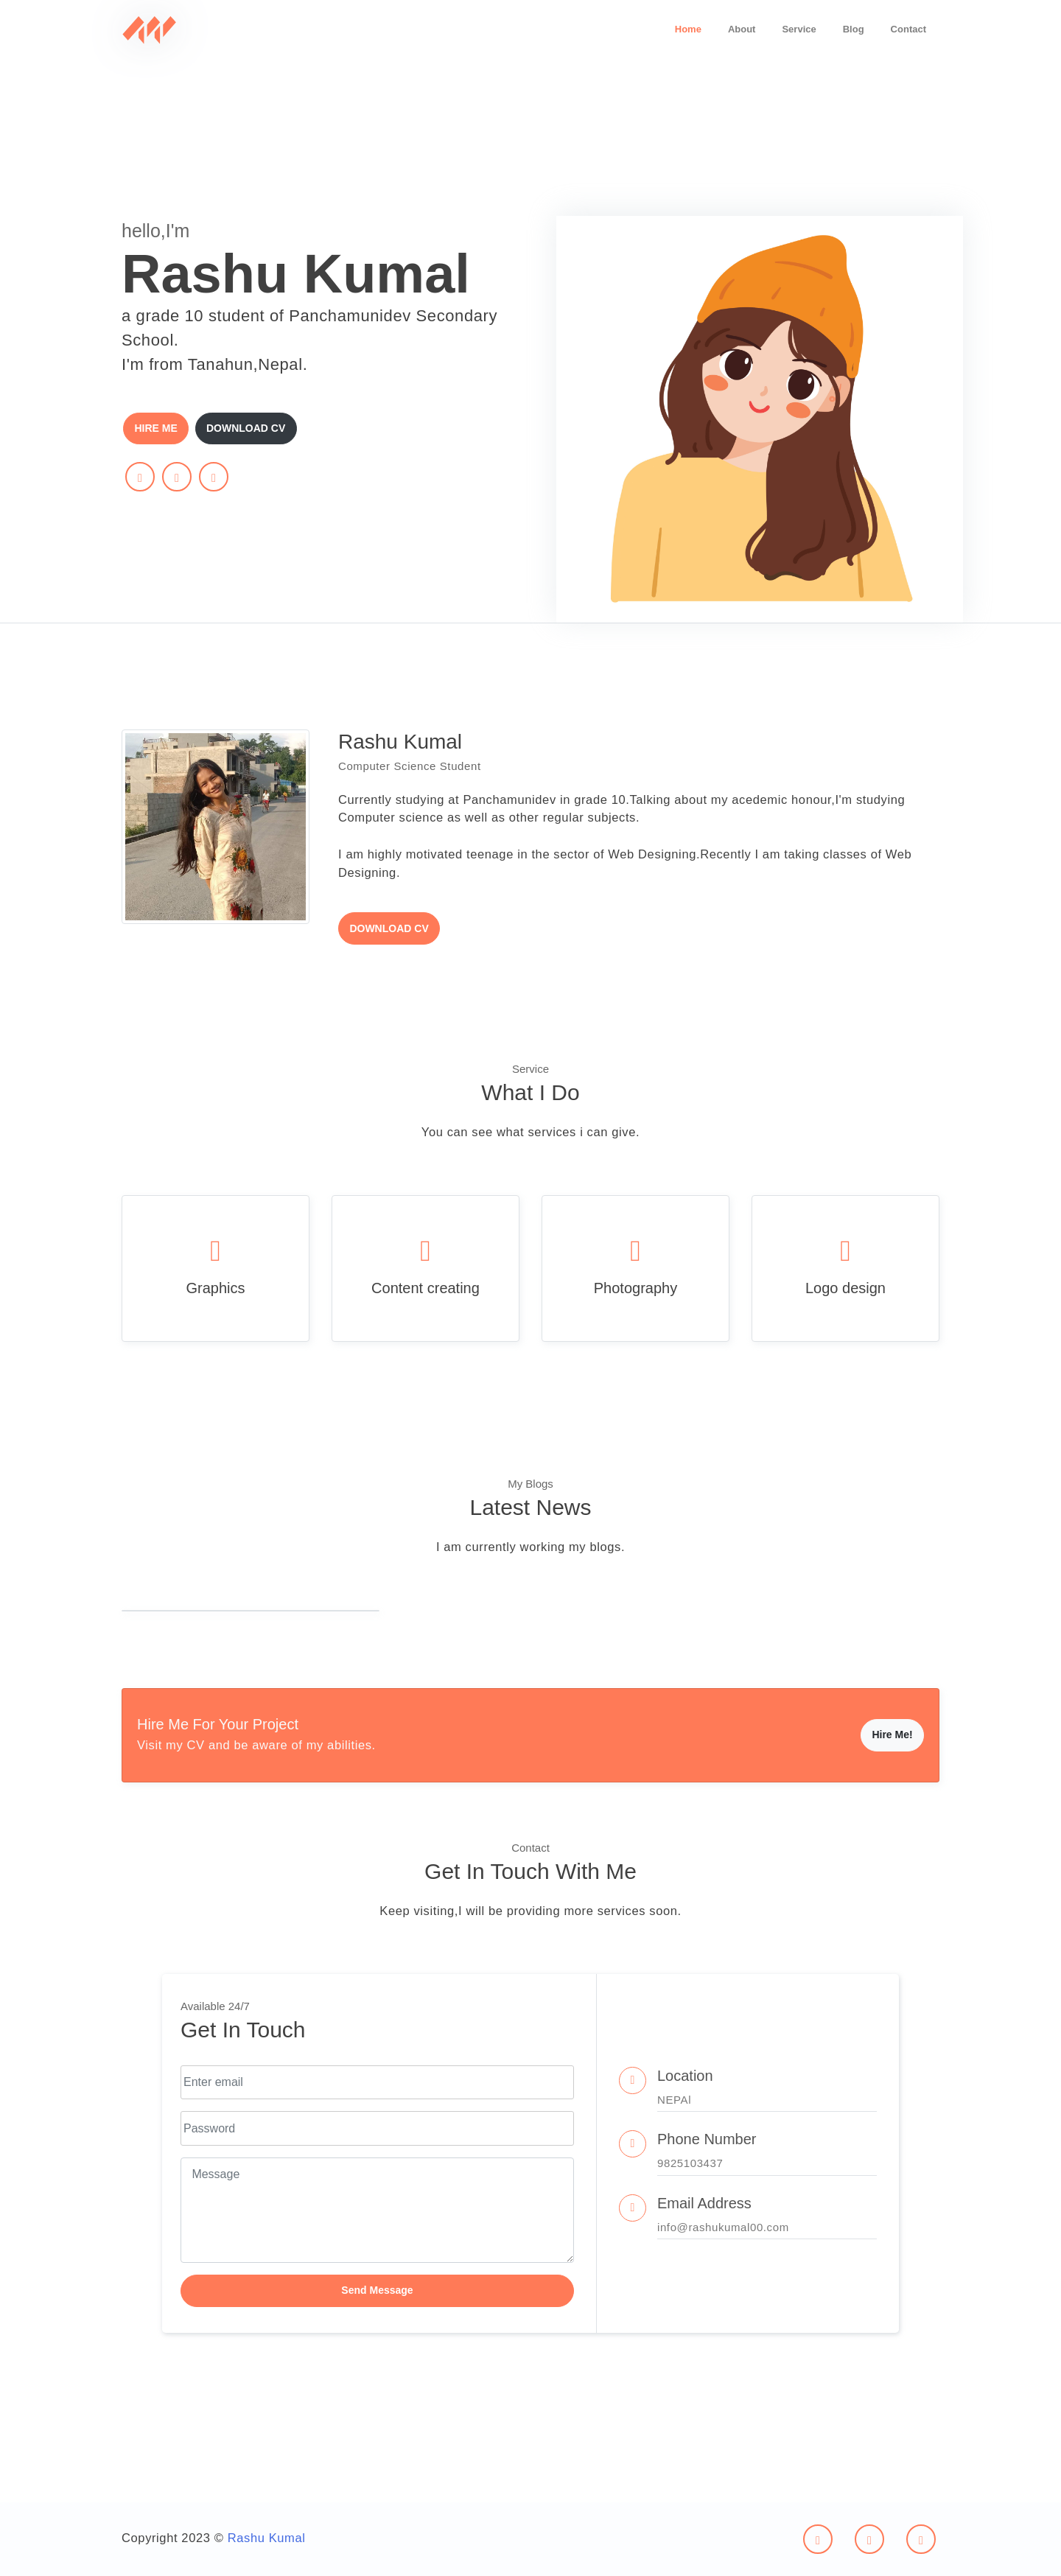 Home
About
Service
Blog
Contact
hello,I'm
Rashu Kumal
a grade 10 student of Panchamunidev Secondary
School.
I'm from Tanahun,Nepal.
HIRE ME
DOWNLOAD CV
Rashu Kumal
Computer Science Student
Currently studying at Panchamunidev in grade 10.Talking about my acedemic honour,I'm studying
Computer science as well as other regular subjects.
I am highly motivated teenage in the sector of Web Designing.Recently I am taking classes of Web
Designing.
DOWNLOAD CV
Service
What I Do
You can see what services i can give.
Graphics
Content creating
Photography
Logo design
My Blogs
Latest News
I am currently working my blogs.
Hire Me For Your Project
Visit my CV and be aware of my abilities.
Hire Me!
Contact
Get In Touch With Me
Keep visiting,I will be providing more services soon.
Available 24/7
Get In Touch
Enter email
Password
Message
Send Message
Location
NEPAl
Phone Number
9825103437
Email Address
info@rashukumal00.com
Copyright 2023 © Rashu Kumal